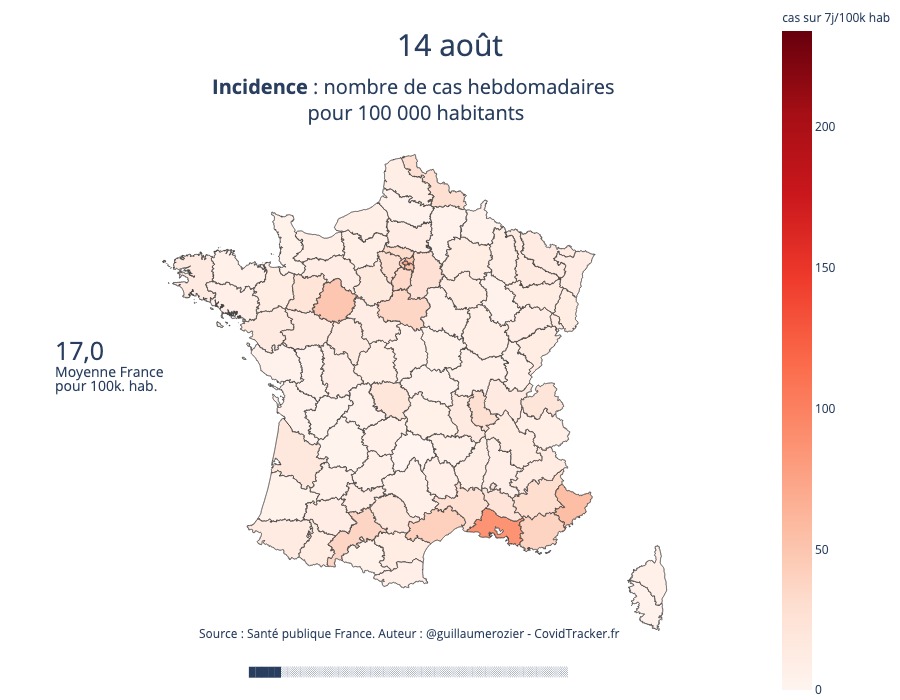 cas sur 7j/100k hab
14 août
Incidence : nombre de cas hebdomadaires
pour 100 000 habitants
200
150
17,0
Moyenne France
pour 100k. hab.
100
50
Source : Santé publique France. Auteur : @guillaumerozier - CovidTracker.fr
0